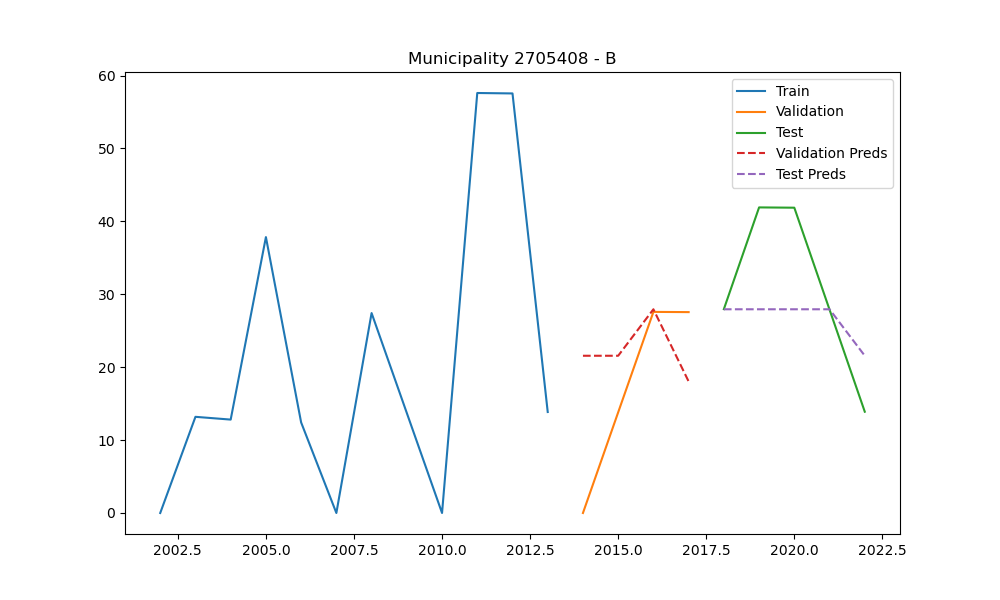 Municipality 2705408 - B
60
50
40
30
20
10
0
Train
Validation
Test
Validation Preds
Test Preds
2002.5 2005.0 2007.5 2010.0 2012.5 2015.0 2017.5 2020.0 2022.5